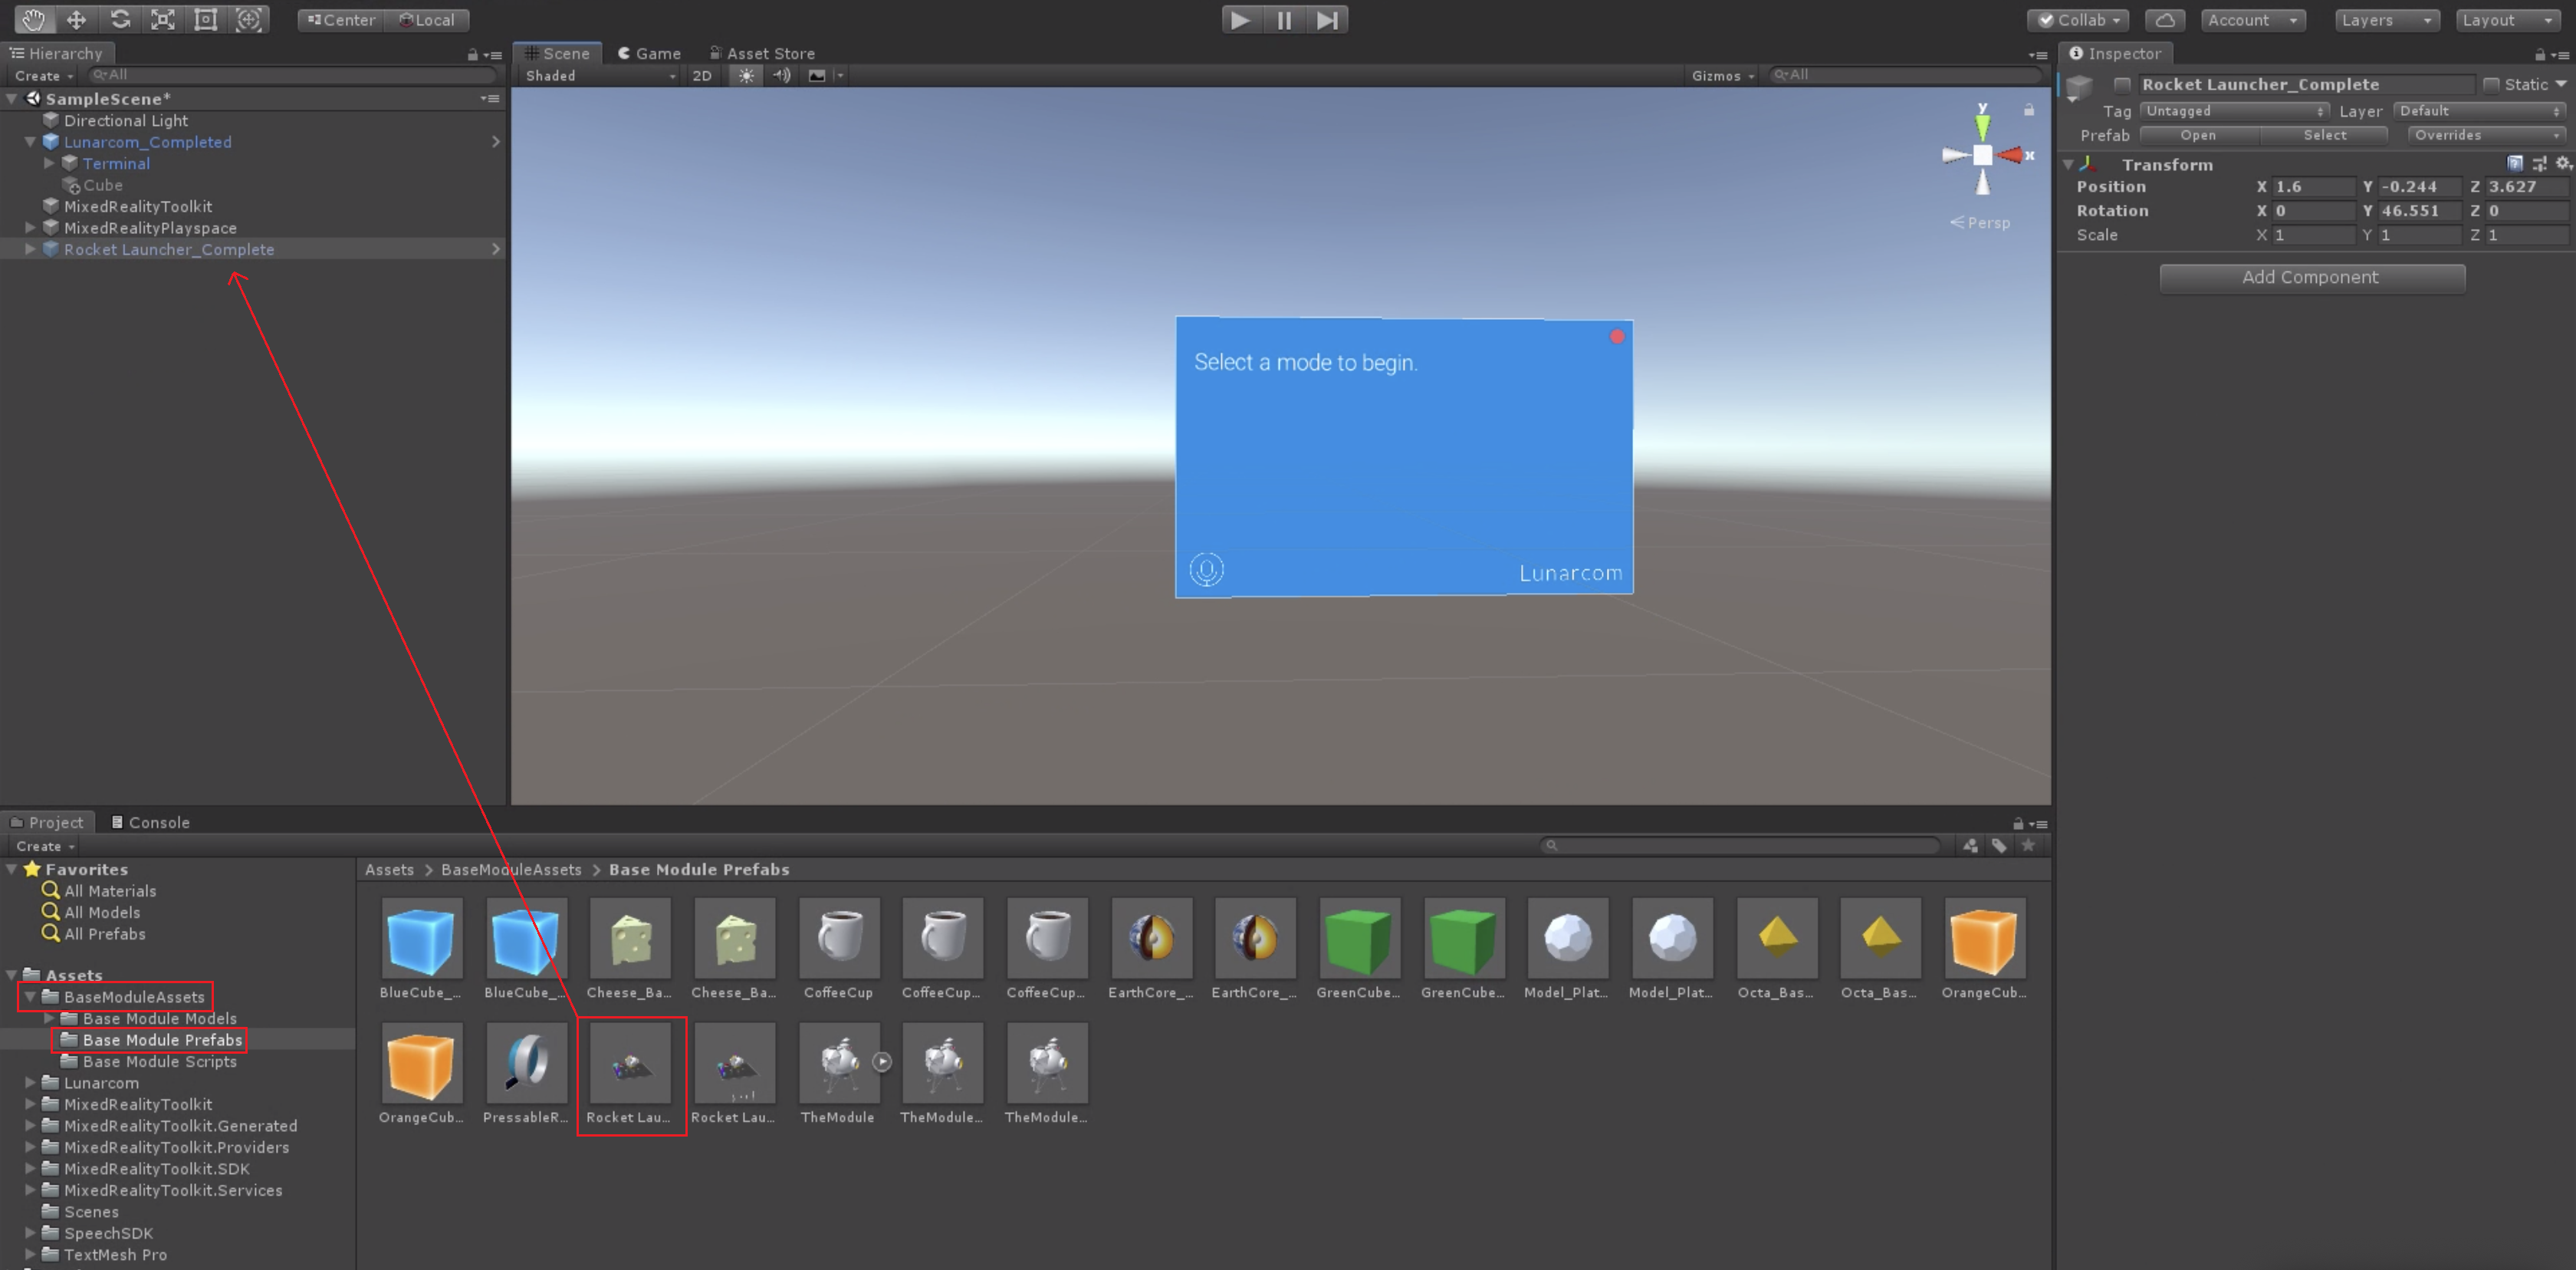 Center Local Collab Account Layers Layout
Hierarchy
Create All
SampleScene*
Directional Light
Lunarcom_Completed
Terminal
Cube
MixedRealityToolkit
MixedRealityPlayspace
Rocket Launcher_Complete
Scene Game Asset Store
Shaded 2D Gizmos All
y
x
Persp
Select a mode to begin.
Lunarcom
Inspector
Rocket Launcher_Complete Static
Tag Untagged Layer Default
Prefab Open Select Overrides
Transform
Position X 1.6 Y -0.244 Z 3.627
Rotation X 0 Y 46.551 Z 0
Scale X 1 Y 1 Z 1
Add Component
Project Console
Create
Favorites
All Materials
All Models
All Prefabs
Assets
BaseModuleAssets
Base Module Models
Base Module Prefabs
Base Module Scripts
Lunarcom
MixedRealityToolkit
MixedRealityToolkit.Generated
MixedRealityToolkit.Providers
MixedRealityToolkit.SDK
MixedRealityToolkit.Services
Scenes
SpeechSDK
TextMesh Pro
Assets > BaseModuleAssets > Base Module Prefabs
BlueCube_... BlueCube_... Cheese_Ba... Cheese_Ba... CoffeeCup CoffeeCup... CoffeeCup... EarthCore_... EarthCore_... GreenCube... GreenCube... Model_Plat... Model_Plat... Octa_Bas... Octa_Bas... OrangeCub...
OrangeCub... PressableR... Rocket Lau... Rocket Lau... TheModule TheModule... TheModule...